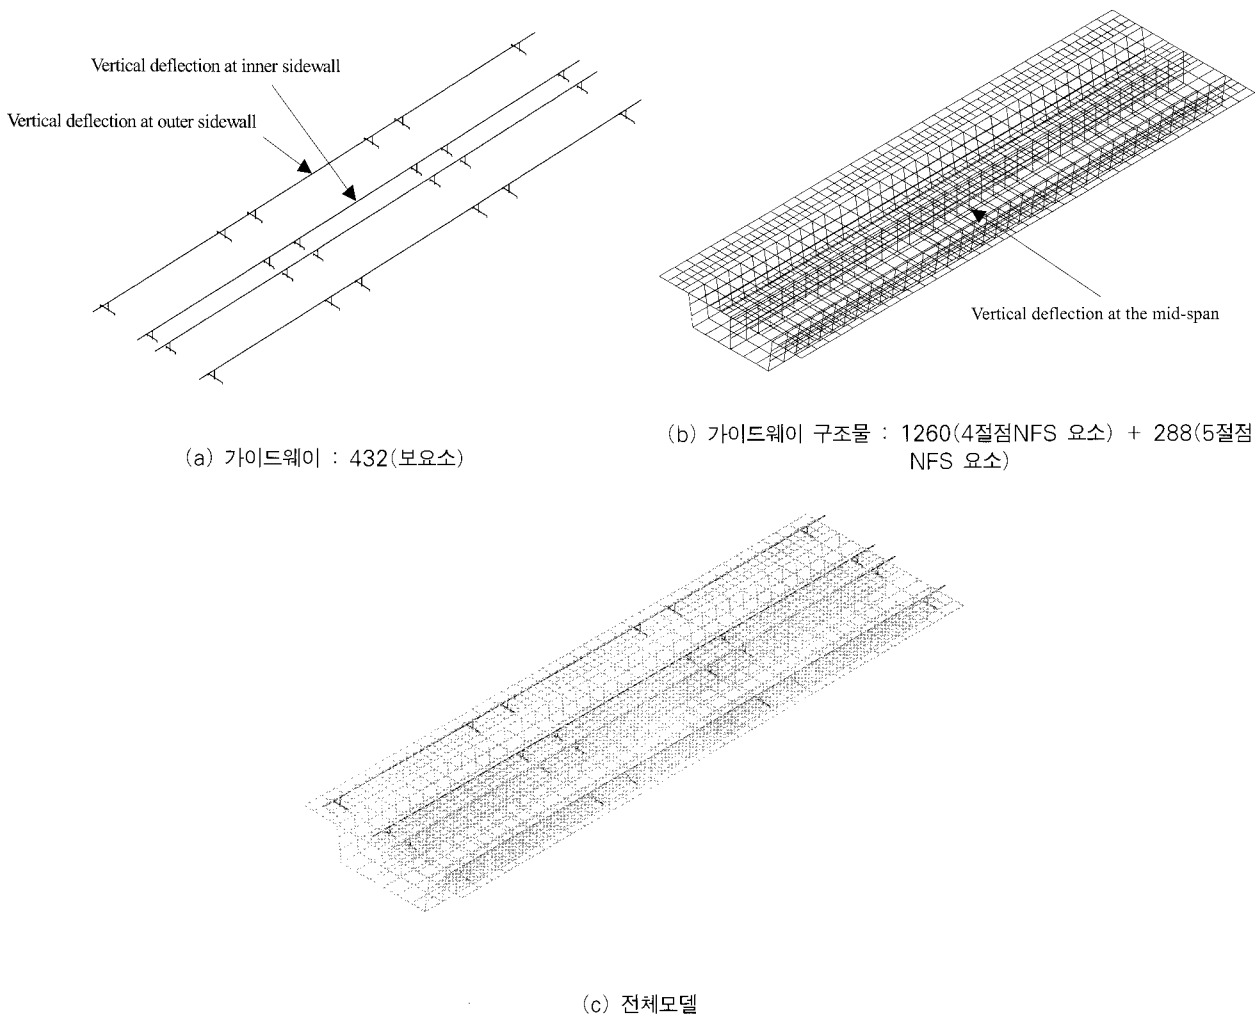 Vertical deflection at inner sidewall
Vertical deflection at outer sidewall
Vertical deflection at the mid-span
(a) 가이드웨이 : 432(보요소)
(b) 가이드웨이 구조물 : 1260(4절점NFS 요소) + 288(5절점
NFS 요소)
(c) 전체모델